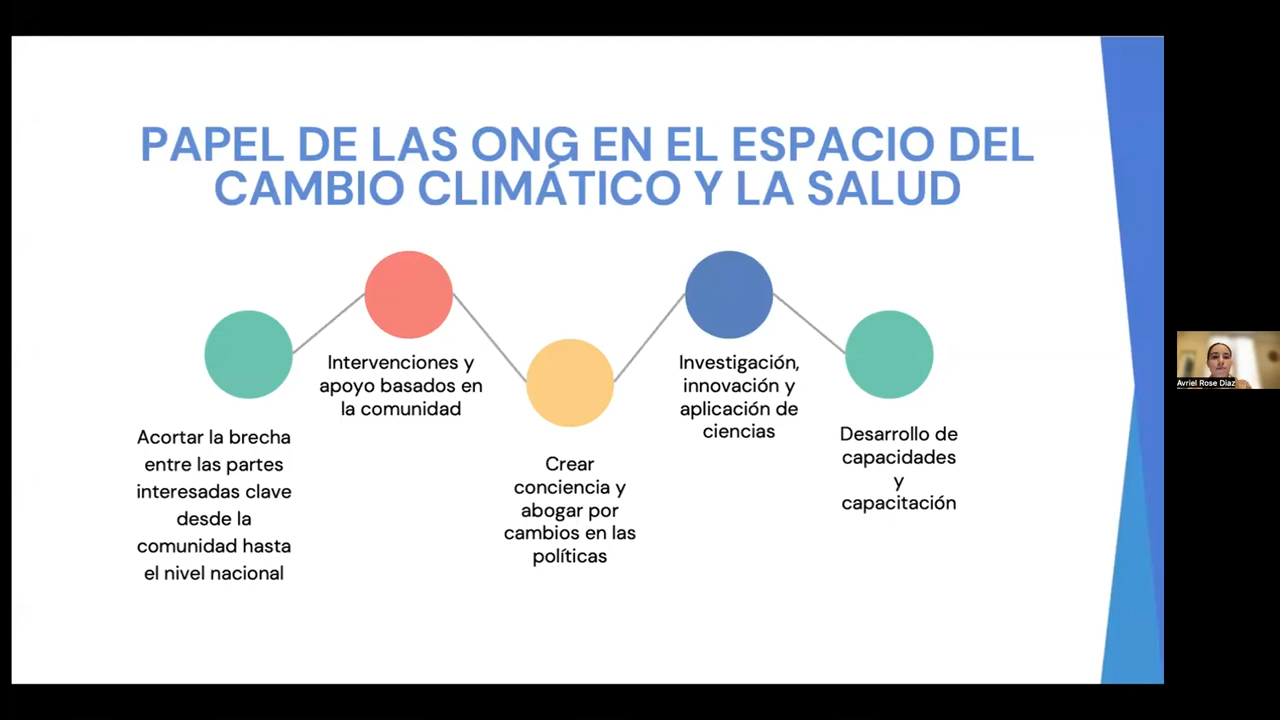 PAPEL DE LAS ONG EN EL ESPACIO DEL
CAMBIO CLIMÁTICO Y LA SALUD
Acortar la brecha
entre las partes
interesadas clave
desde la
comunidad hasta
el nivel nacional
Intervenciones y
apoyo basados en
la comunidad
Crear
conciencia y
abogar por
cambios en las
políticas
Investigación,
innovación y
aplicación de
ciencias
Desarrollo de
capacidades
y
capacitación
Avriel Rose Diaz